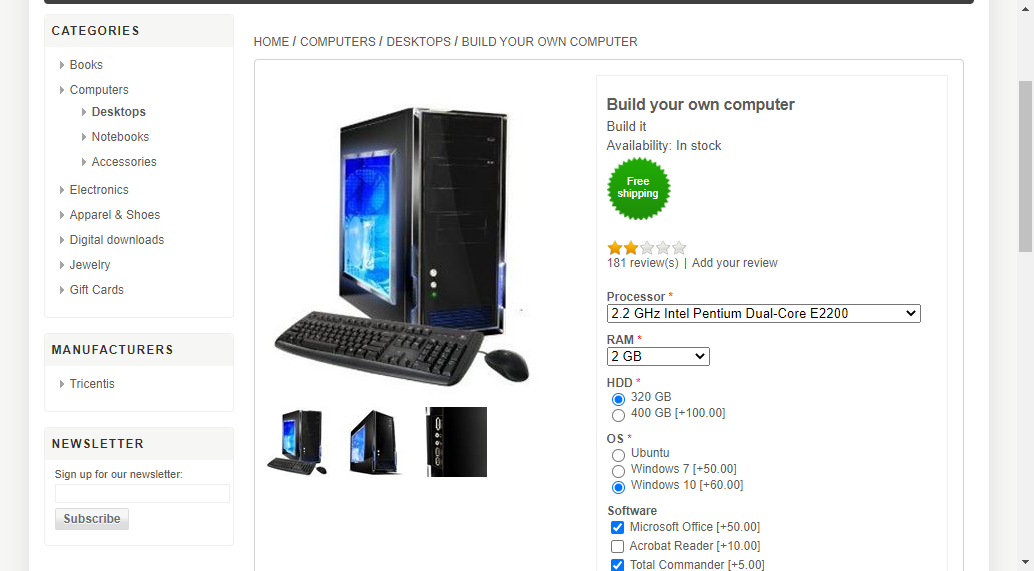 CATEGORIES
Books
Computers
Desktops
Notebooks
Accessories
Electronics
Apparel & Shoes
Digital downloads
Jewelry
Gift Cards
MANUFACTURERS
Tricentis
NEWSLETTER
Sign up for our newsletter:
Subscribe
HOME / COMPUTERS / DESKTOPS / BUILD YOUR OWN COMPUTER
Build your own computer
Build it
Availability: In stock
Free
shipping
181 review(s) | Add your review
Processor *
2.2 GHz Intel Pentium Dual-Core E2200
RAM *
2 GB
HDD *
320 GB
400 GB [+100.00]
OS *
Ubuntu
Windows 7 [+50.00]
Windows 10 [+60.00]
Software
Microsoft Office [+50.00]
Acrobat Reader [+10.00]
Total Commander [+5.00]